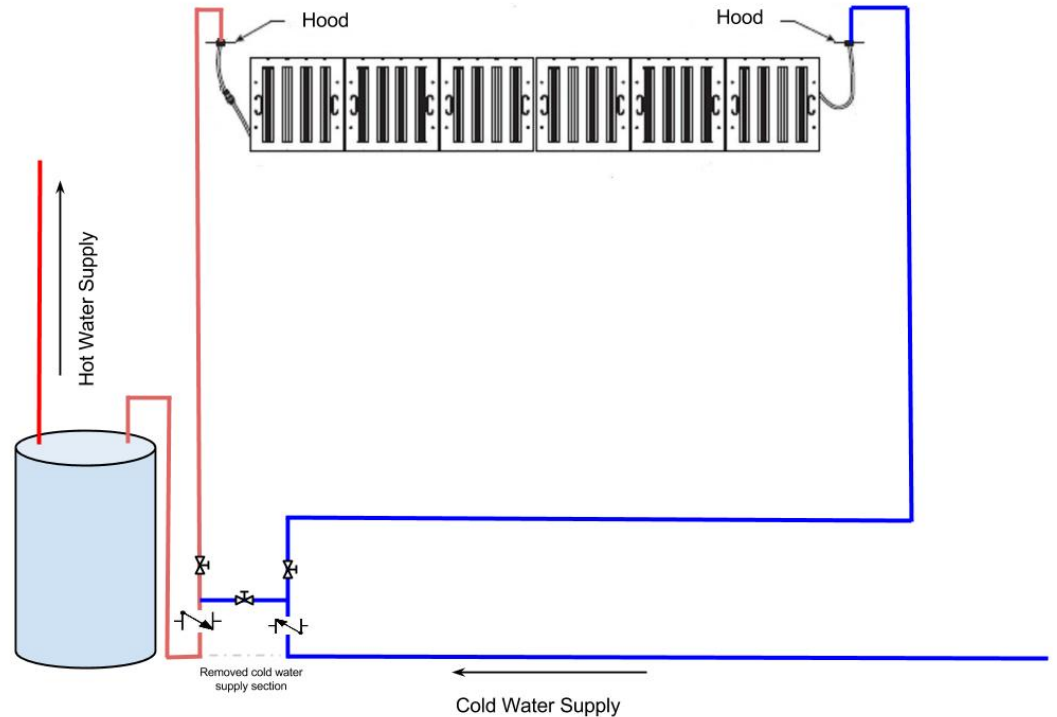 Hood
Hood
Hot Water Supply
Removed cold water
supply section
Cold Water Supply